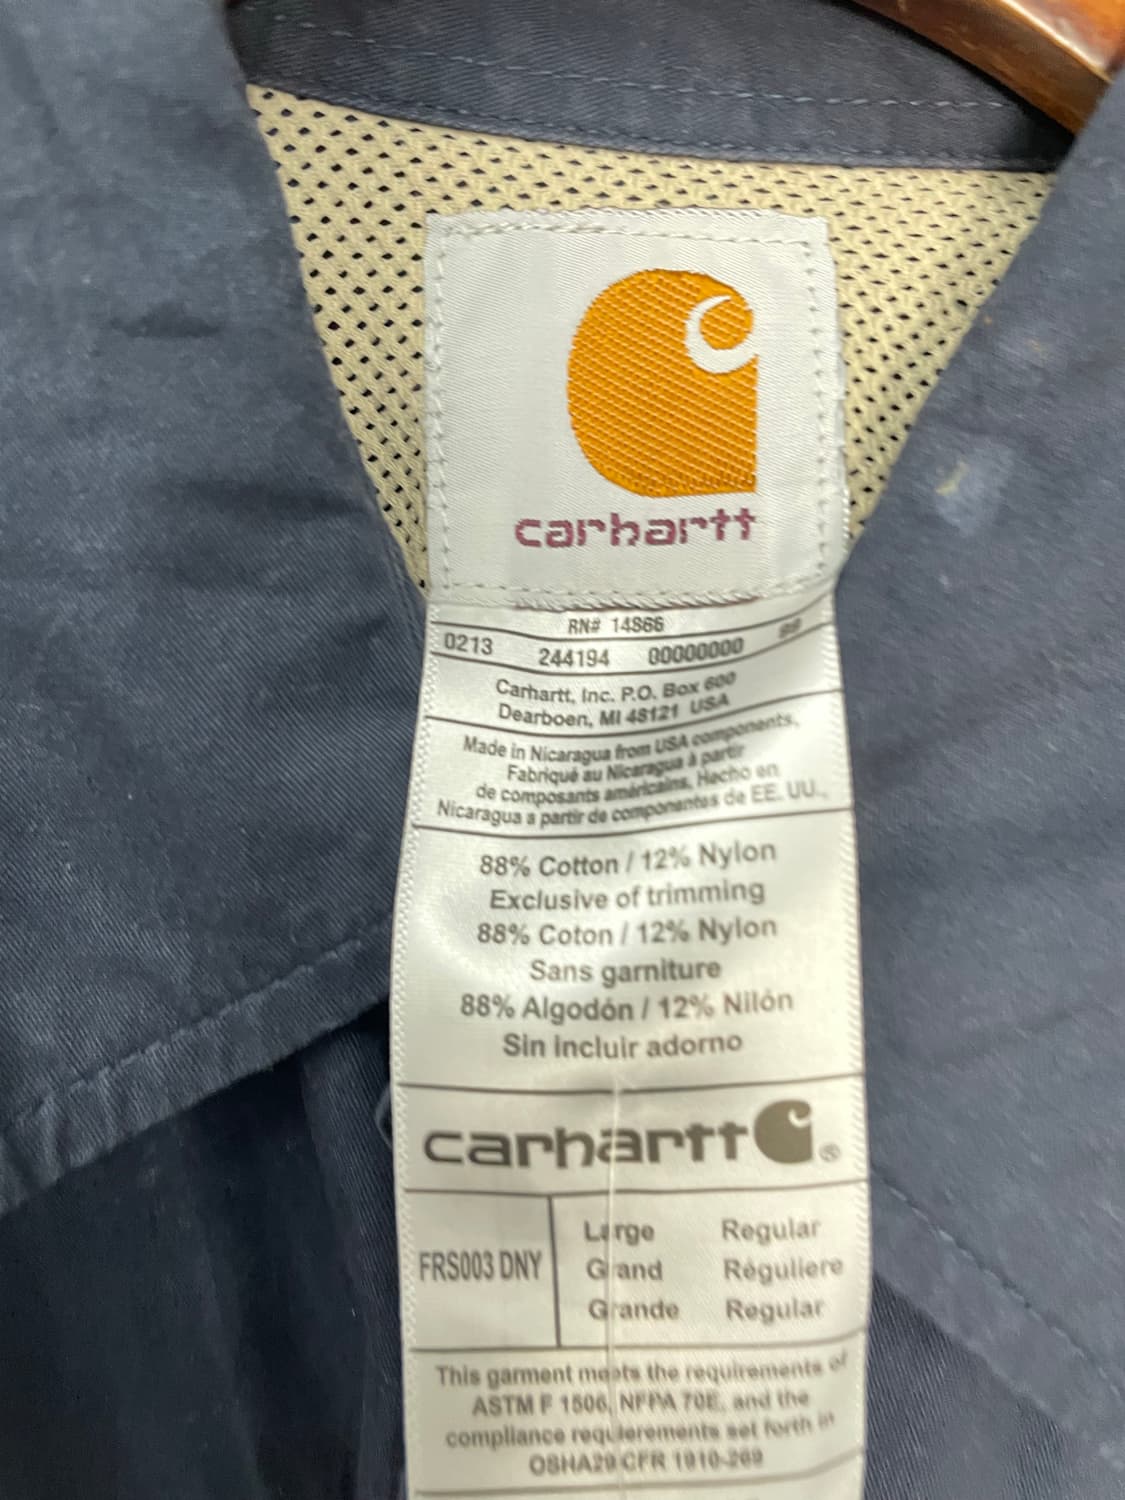 carhartt
RN# 14866
0213 244194 00000000 99
Carhartt, Inc. P.O. Box 600
Dearboen, MI 48121 USA
Made in Nicaragua from USA components,
Fabriqué au Nicaragua à partir
de composants américains, Hecho en
Nicaragua a partir de componentes de EE. UU.,
88% Cotton / 12% Nylon
Exclusive of trimming
88% Coton / 12% Nylon
Sans garniture
88% Algodón / 12% Nilón
Sin incluir adorno
carhartt ®
FRS003 DNY
Large Regular
Grand Réguliere
Grande Regular
This garment meets the requirements of
ASTM F 1506, NFPA 70E, and the
compliance requierements set forth in
OSHA29 CFR 1910-269